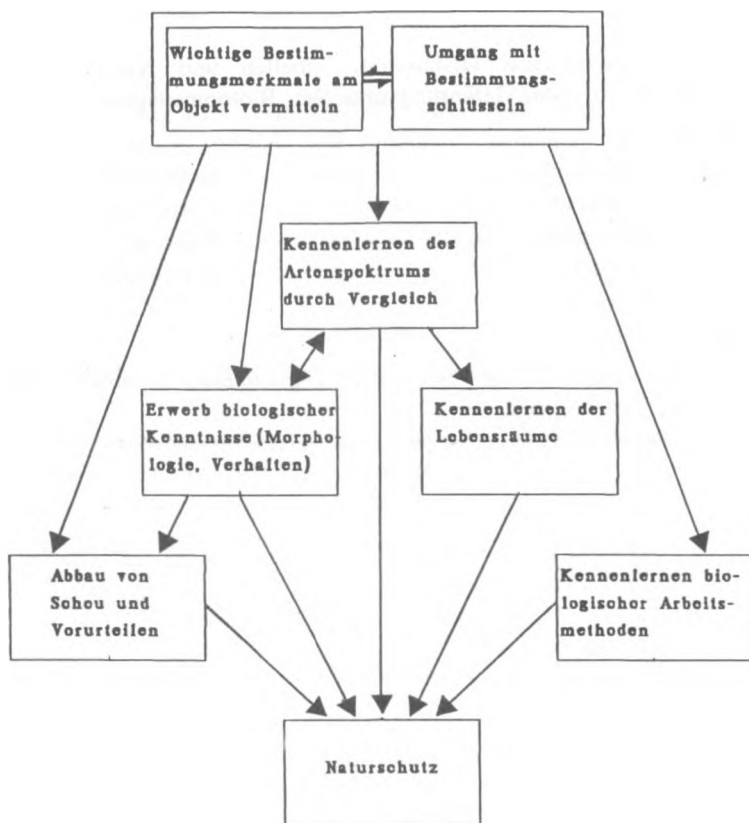 Wichtige Bestim-
mungsmerkmale am
Objekt vermitteln
Umgang mit
Bestimmungs-
schlüsseln
Kennenlernen des
Artenspektrums
durch Vergleich
Erwerb biologischer
Kenntnisse (Morpho-
logie, Verhalten)
Kennenlernen der
Lebensräume
Abbau von
Scheu und
Vorurteilen
Kennenlernen bio-
logischer Arbeits-
methoden
Naturschutz